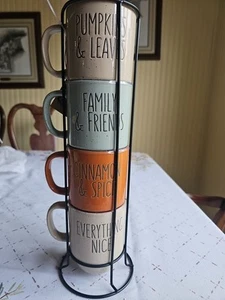 PUMPKINS
& LEAVES
FAMILY
& FRIENDS
CINNAMON
& SPICE
EVERYTHING
NICE